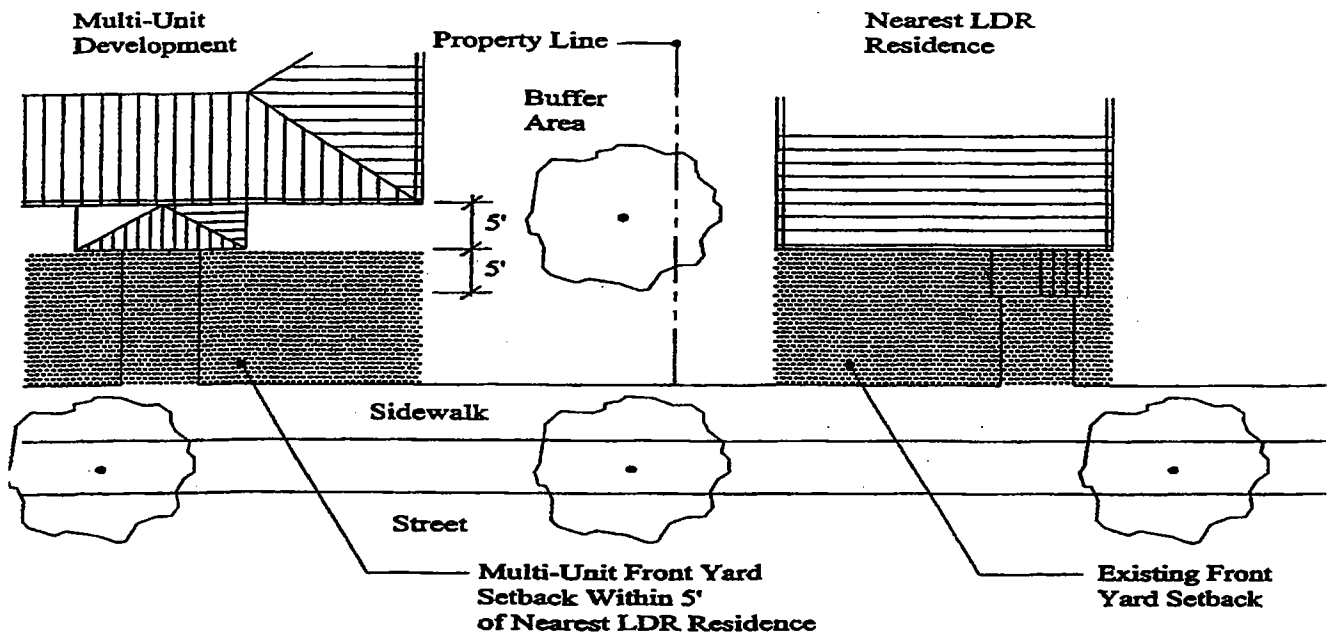 Multi-Unit
Development
Property Line
Nearest LDR
Residence
Buffer
Area
5'
5'
Sidewalk
Street
Multi-Unit Front Yard
Setback Within 5'
of Nearest LDR Residence
Existing Front
Yard Setback